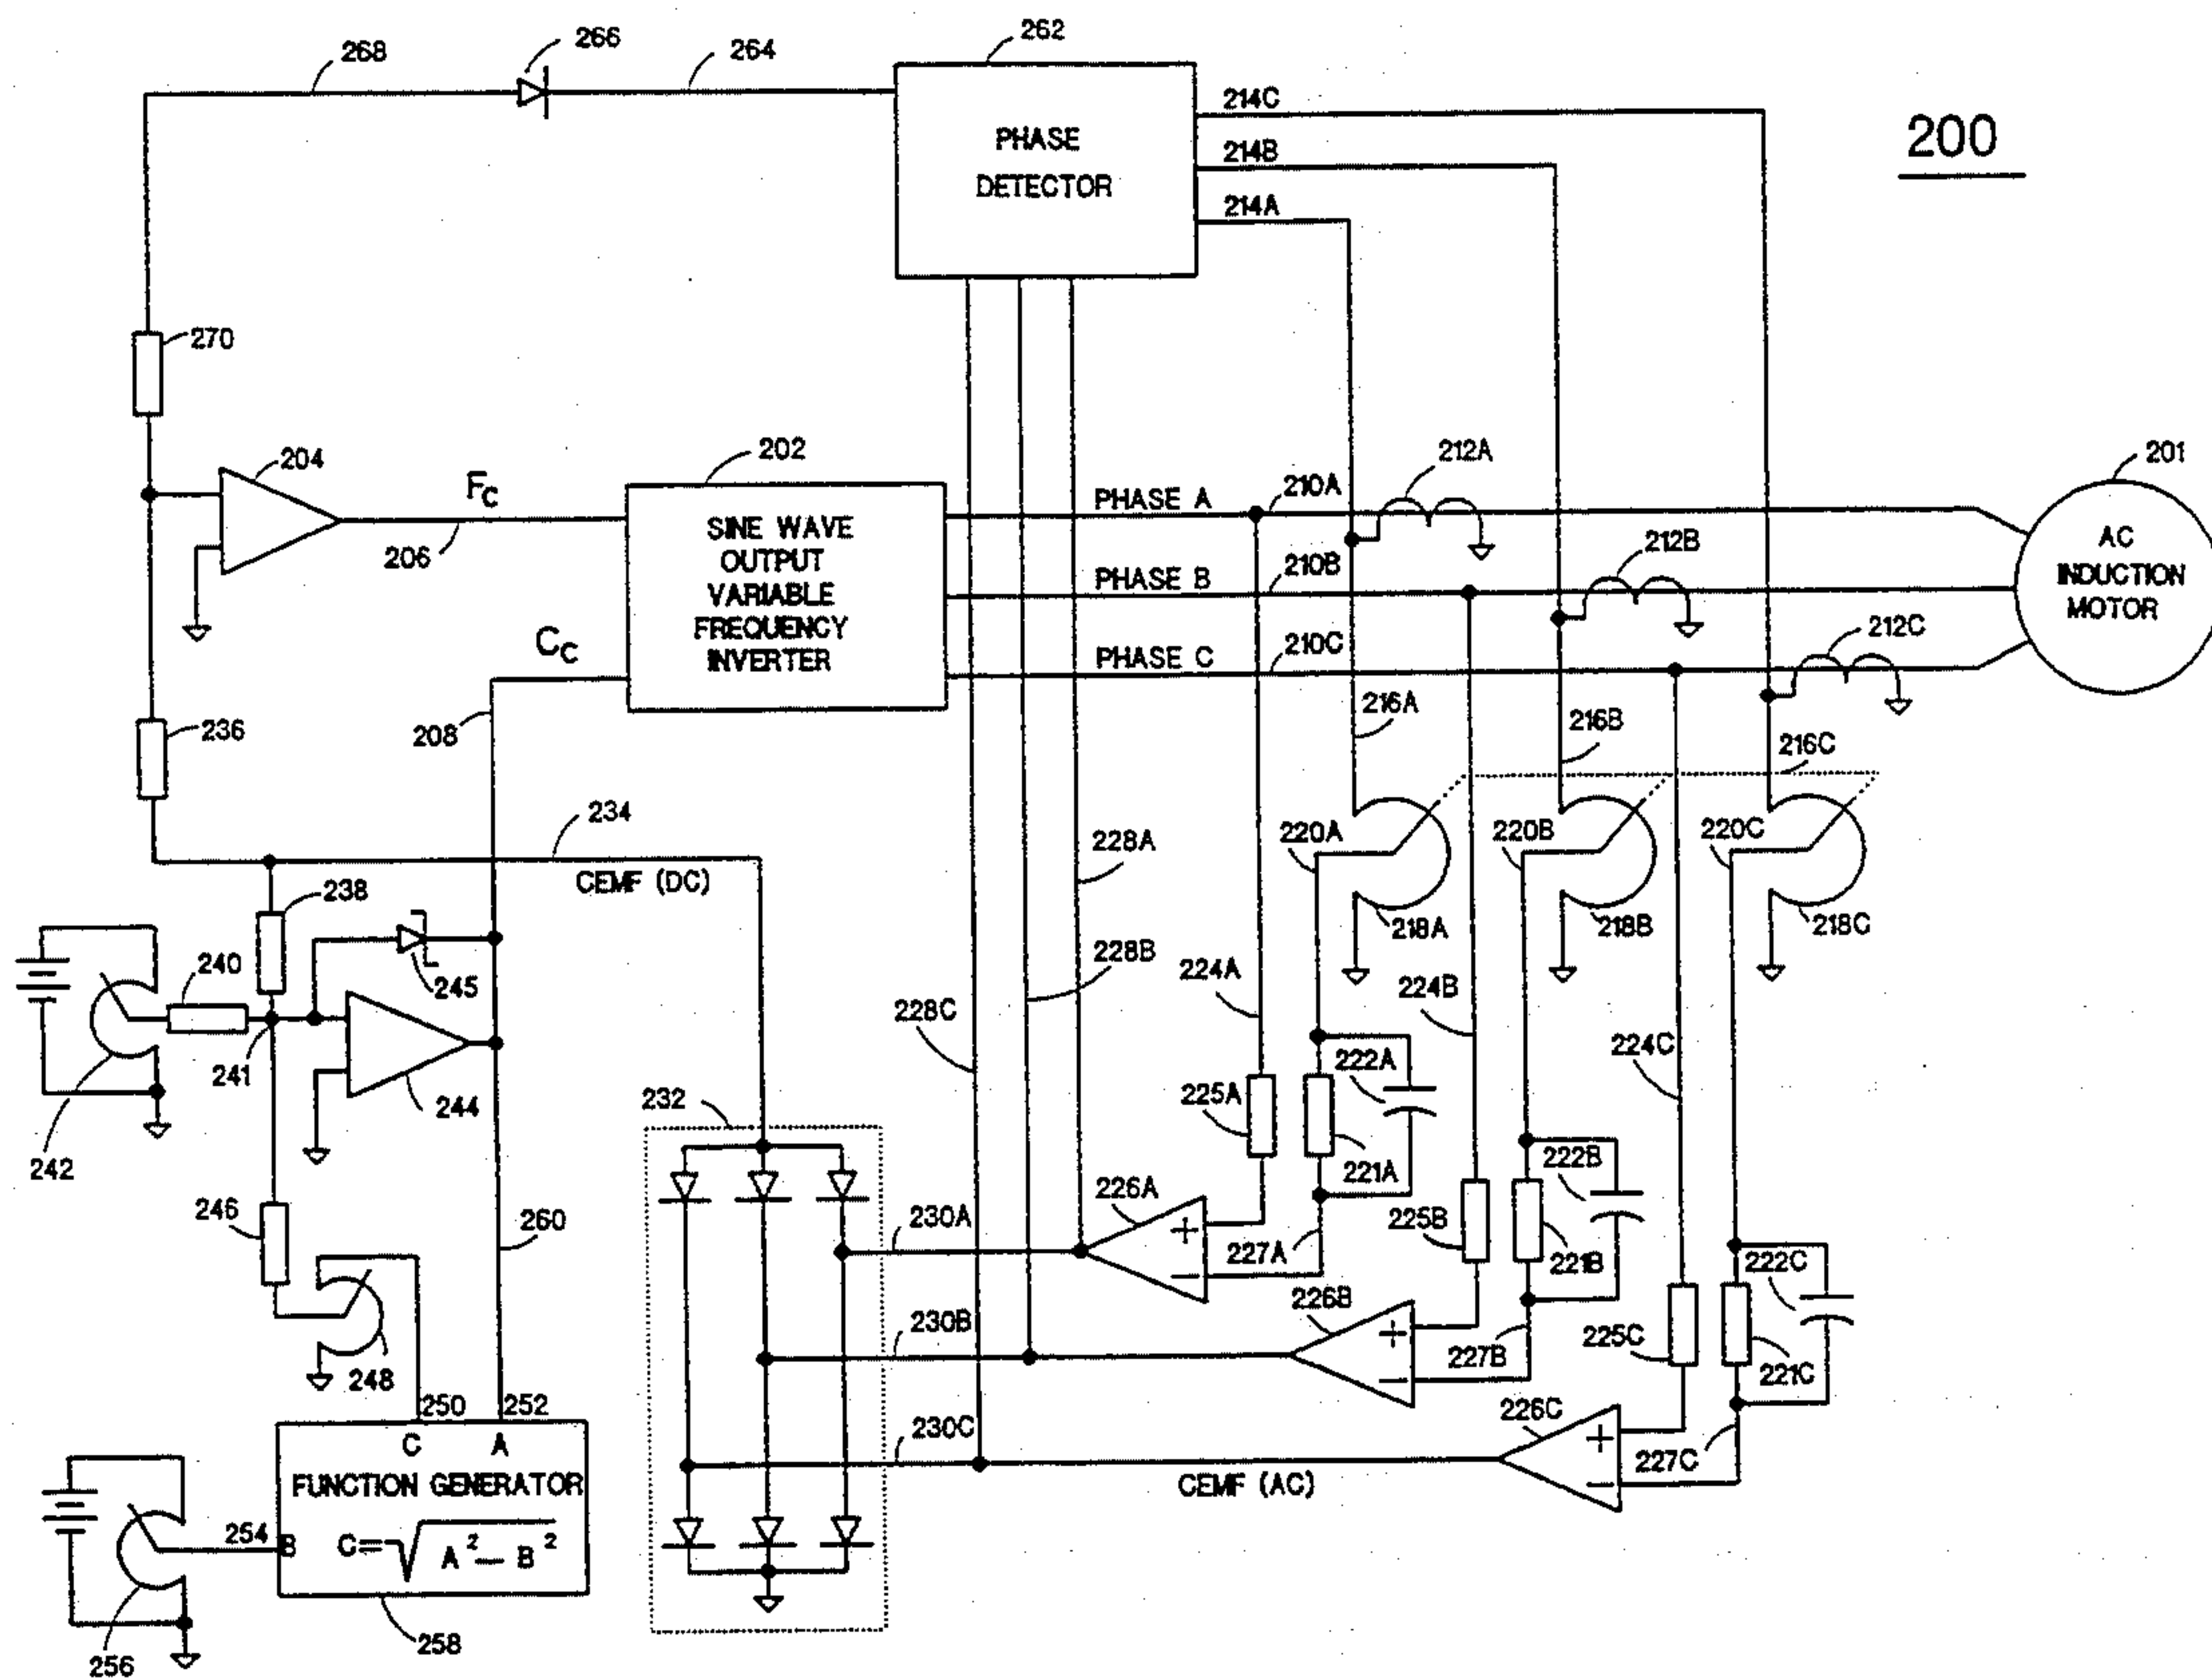 268
266
264
262
214C
PHASE
DETECTOR
214B
214A
200
270
204
FC
206
202
SINE WAVE
OUTPUT
VARIABLE
FREQUENCY
INVERTER
CC
208
PHASE A
210A
212A
PHASE B
210B
212B
PHASE C
210C
212C
201
AC
INDUCTION
MOTOR
236
216A
216B
216C
234
CEMF (DC)
228A
220A
220B
220C
218A
218B
218C
238
240
245
241
244
242
228B
228C
224A
224B
224C
232
225A
222A
221A
226A
227A
230A
225B
222B
221B
226B
227B
230B
225C
222C
221C
226C
227C
230C
CEMF (AC)
246
260
248
250
252
C
A
FUNCTION GENERATOR
254
B
C=√A²—B²
256
258